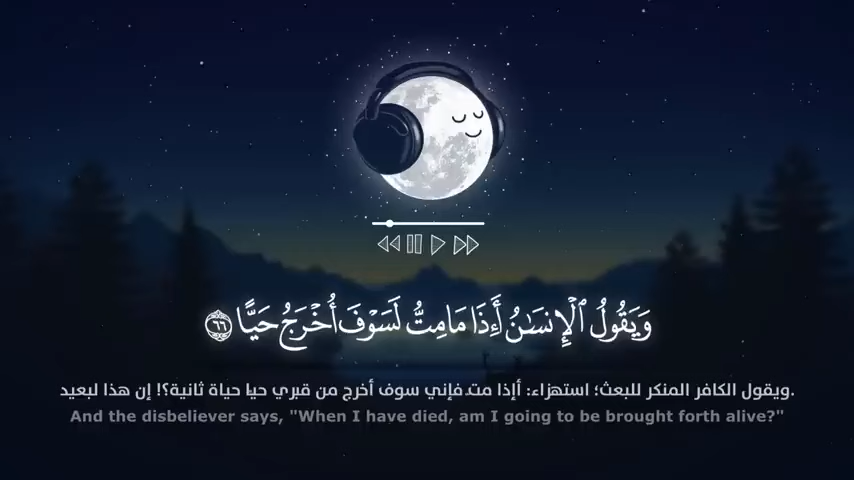 وَيَقُولُ ٱلْإِنسَٰنُ أَءِذَا مَا مِتُّ لَسَوْفَ أُخْرَجُ حَيًّا ٦٦
ويقول الكافر المنكر للبعث؛ استهزاء: أإذا مت فإني سوف أخرج من قبري حيا حياة ثانية؟! إن هذا لبعيد.
And the disbeliever says, "When I have died, am I going to be brought forth alive?"